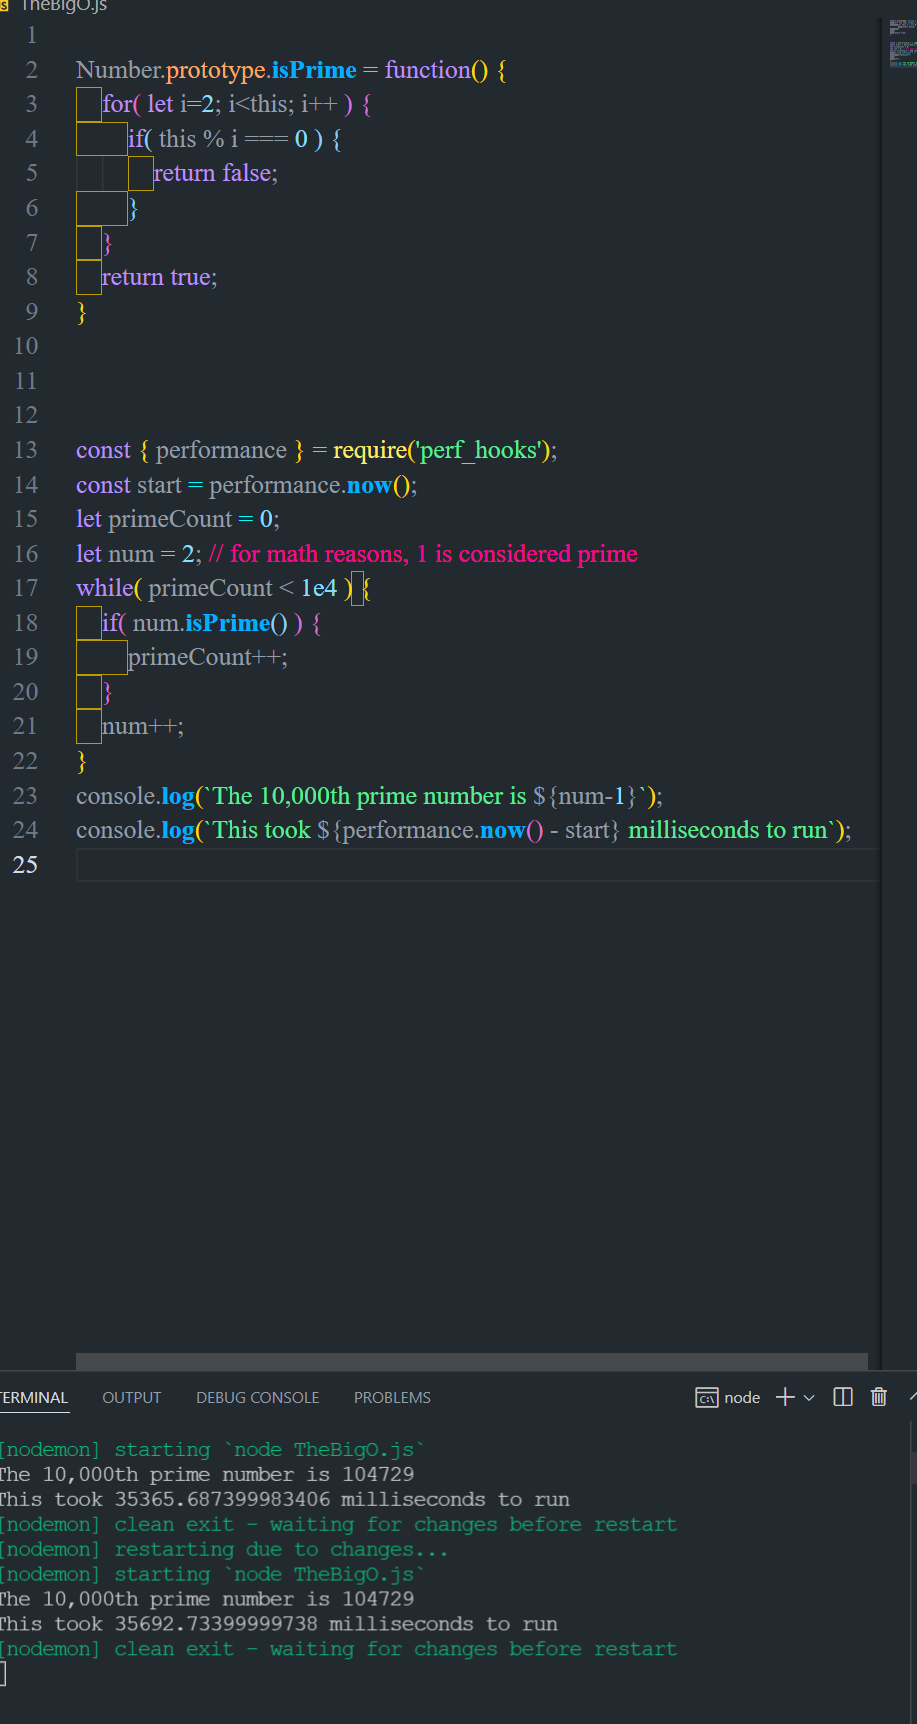 TheBigO.js
1
2 Number.prototype.isPrime = function() {
3 for( let i=2; i<this; i++ ) {
4 if( this % i === 0 ) {
5 return false;
6 }
7 }
8 return true;
9 }
10
11
12
13 const { performance } = require('perf_hooks');
14 const start = performance.now();
15 let primeCount = 0;
16 let num = 2; // for math reasons, 1 is considered prime
17 while( primeCount < 1e4 ) {
18 if( num.isPrime() ) {
19 primeCount++;
20 }
21 num++;
22 }
23 console.log(`The 10,000th prime number is ${num-1}`);
24 console.log(`This took ${performance.now() - start} milliseconds to run`);
25
TERMINAL OUTPUT DEBUG CONSOLE PROBLEMS node
[nodemon] starting `node TheBigO.js`
The 10,000th prime number is 104729
This took 35365.687399983406 milliseconds to run
[nodemon] clean exit - waiting for changes before restart
[nodemon] restarting due to changes...
[nodemon] starting `node TheBigO.js`
The 10,000th prime number is 104729
This took 35692.73399999738 milliseconds to run
[nodemon] clean exit - waiting for changes before restart